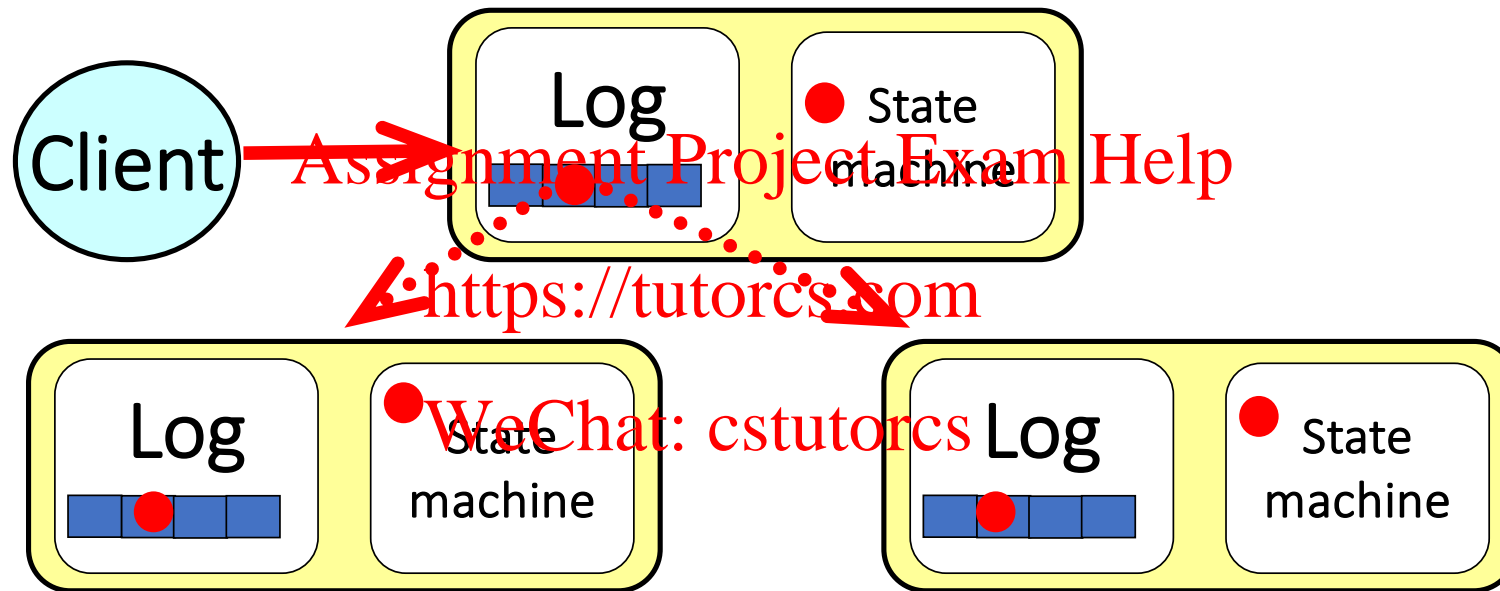 Log
State
machine
Client
Assignment Project Exam Help
https://tutorcs.com
Log
State
machine
WeChat: cstutorcs
Log
State
machine